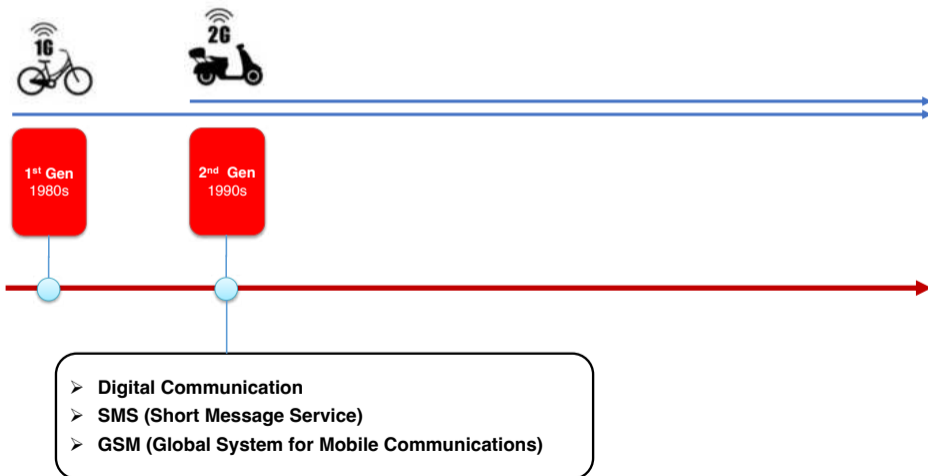 1G
2G
1st Gen
1980s
2nd Gen
1990s
➢ Digital Communication
➢ SMS (Short Message Service)
➢ GSM (Global System for Mobile Communications)